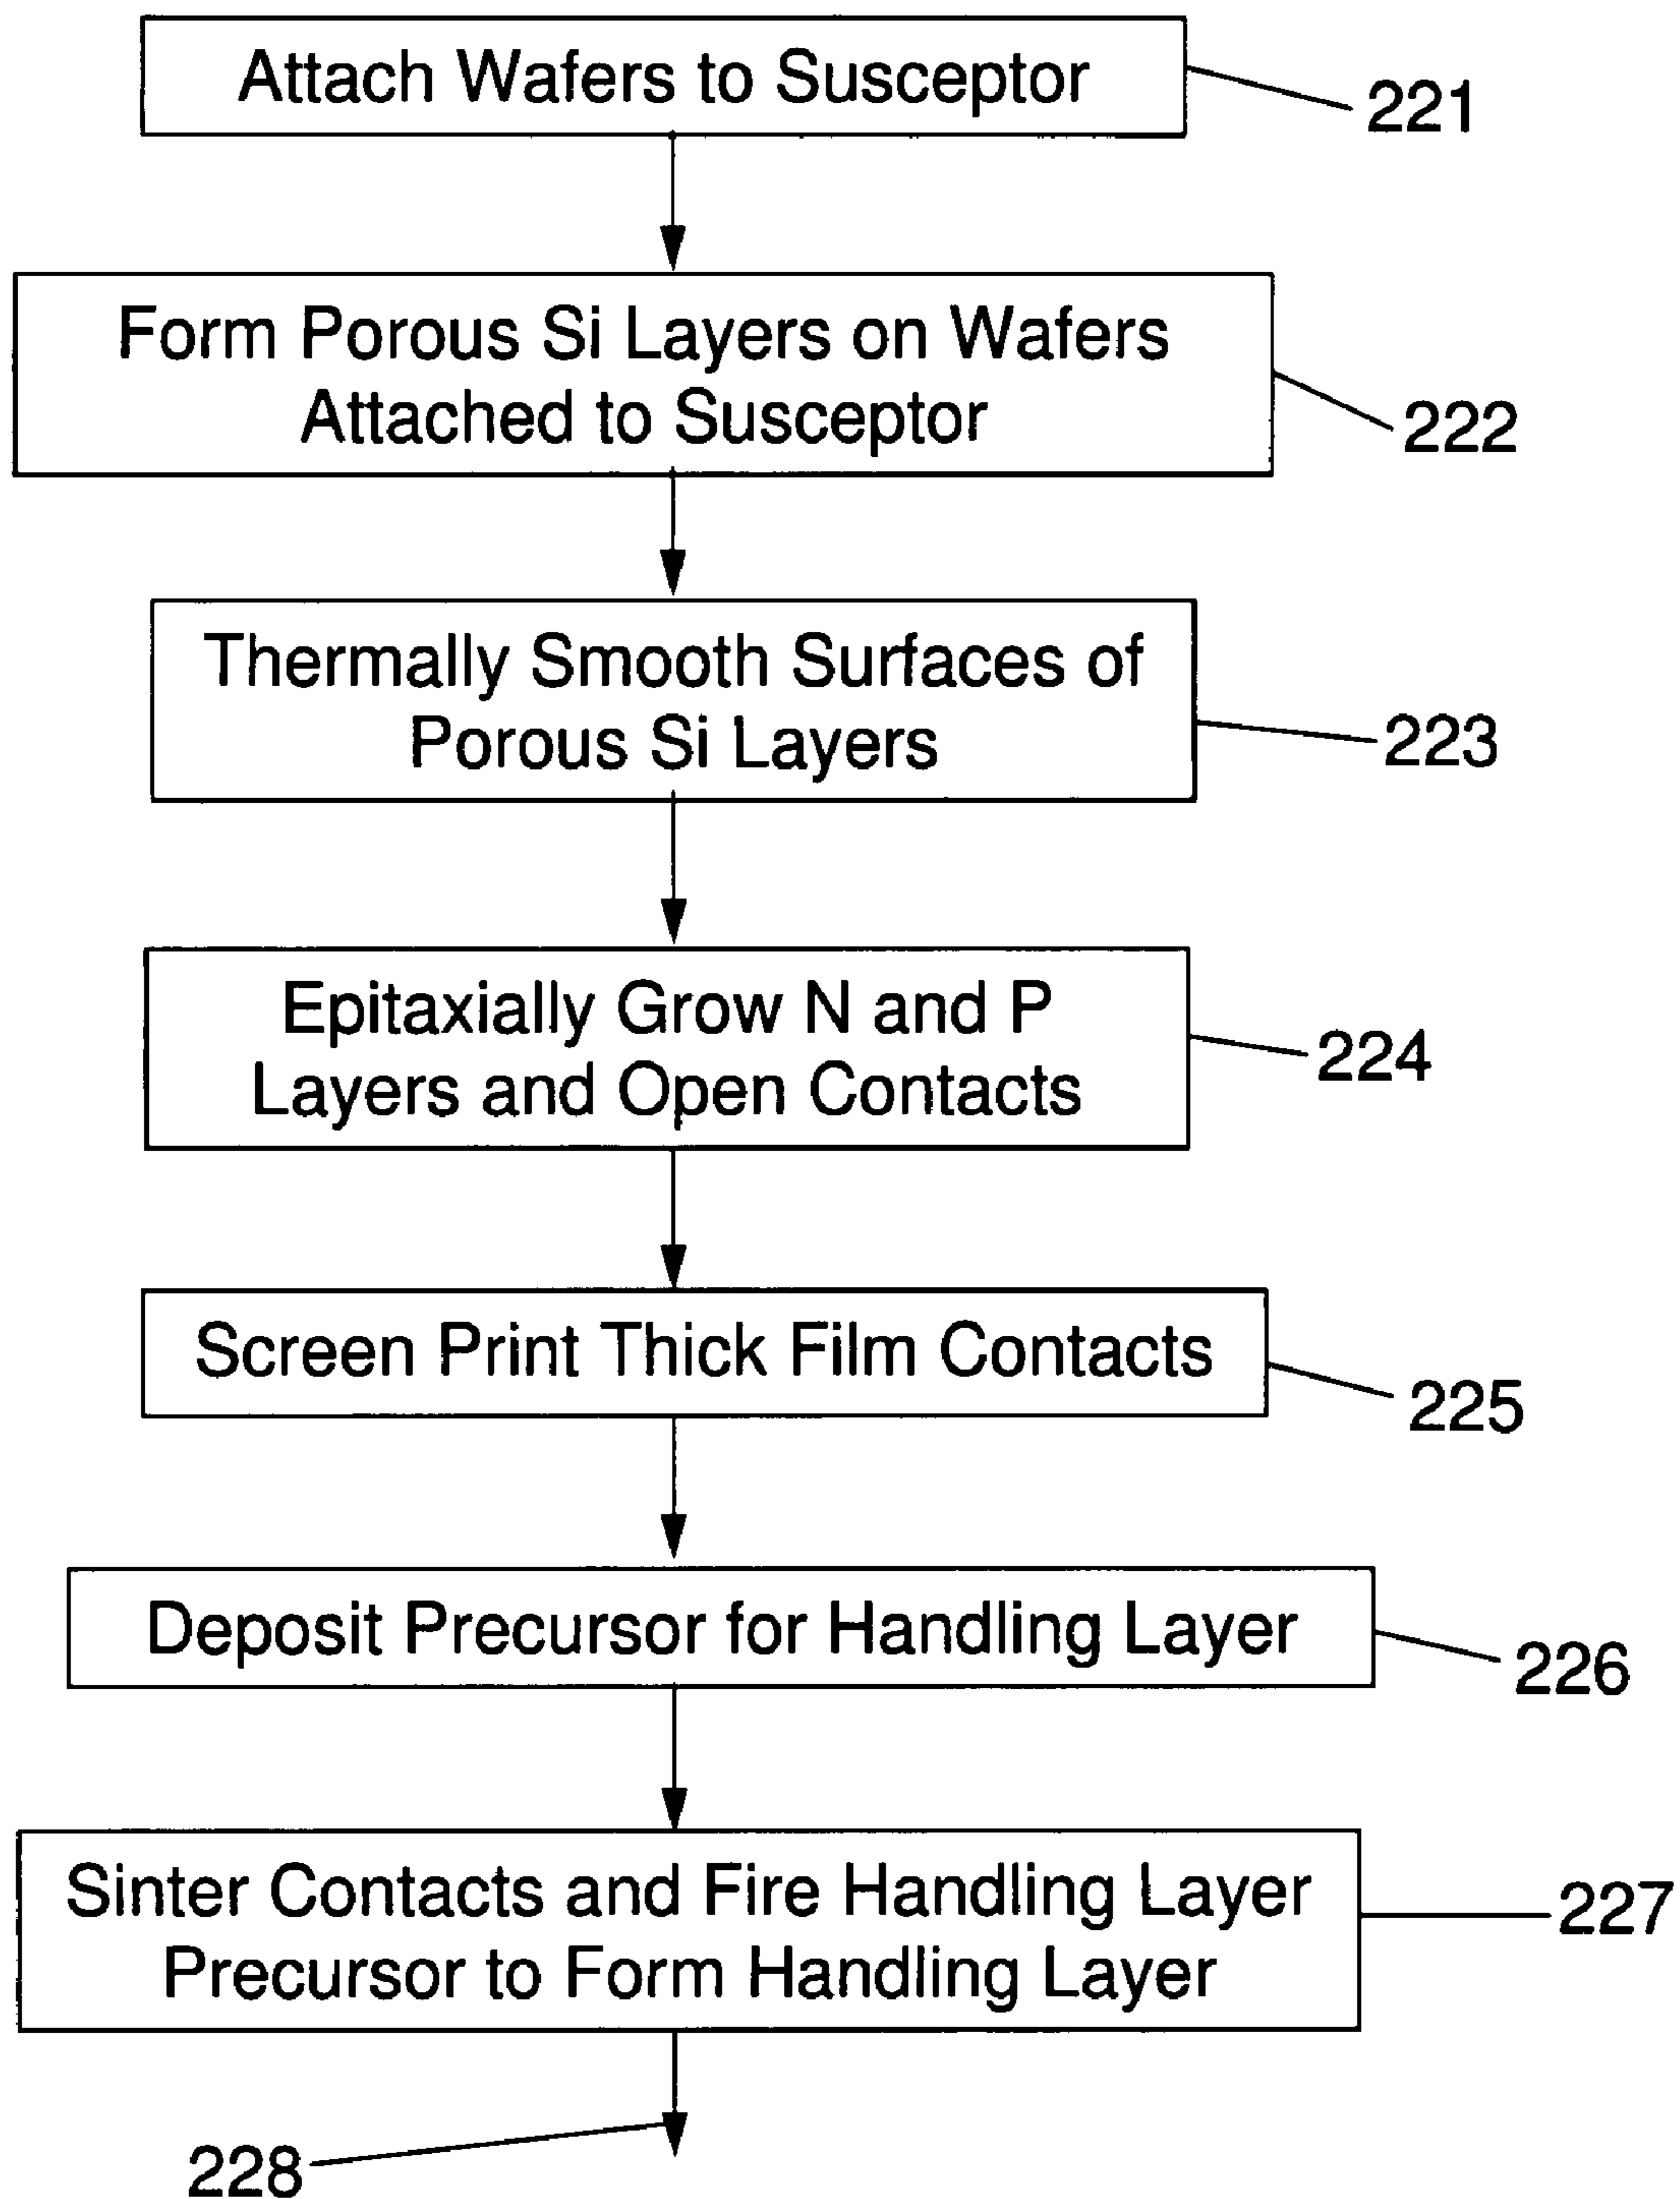 Attach Wafers to Susceptor
221
Form Porous Si Layers on Wafers
Attached to Susceptor
222
Thermally Smooth Surfaces of
Porous Si Layers
223
Epitaxially Grow N and P
Layers and Open Contacts
224
Screen Print Thick Film Contacts
225
Deposit Precursor for Handling Layer
226
Sinter Contacts and Fire Handling Layer
Precursor to Form Handling Layer
227
228